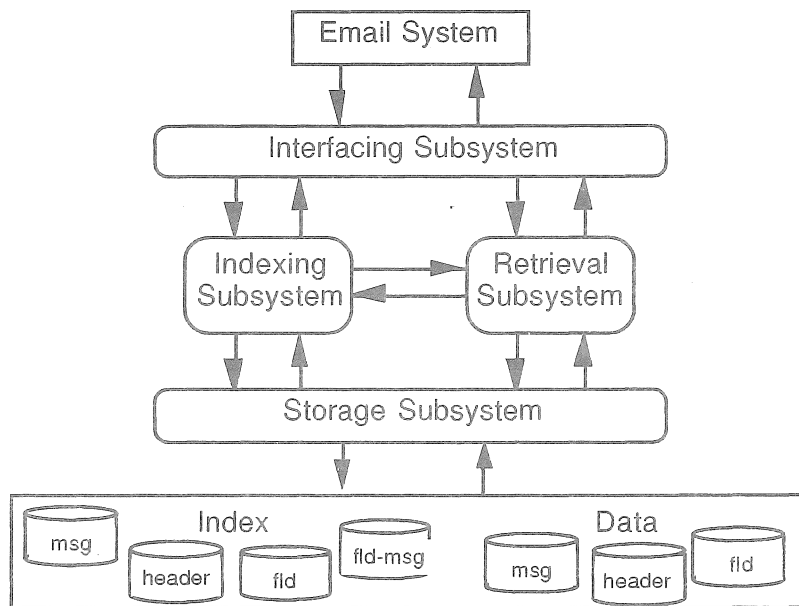 Email System
Interfacing Subsystem
Indexing
Subsystem
Retrieval
Subsystem
Storage Subsystem
Index
Data
msg
header
fld
fld-msg
msg
header
fld